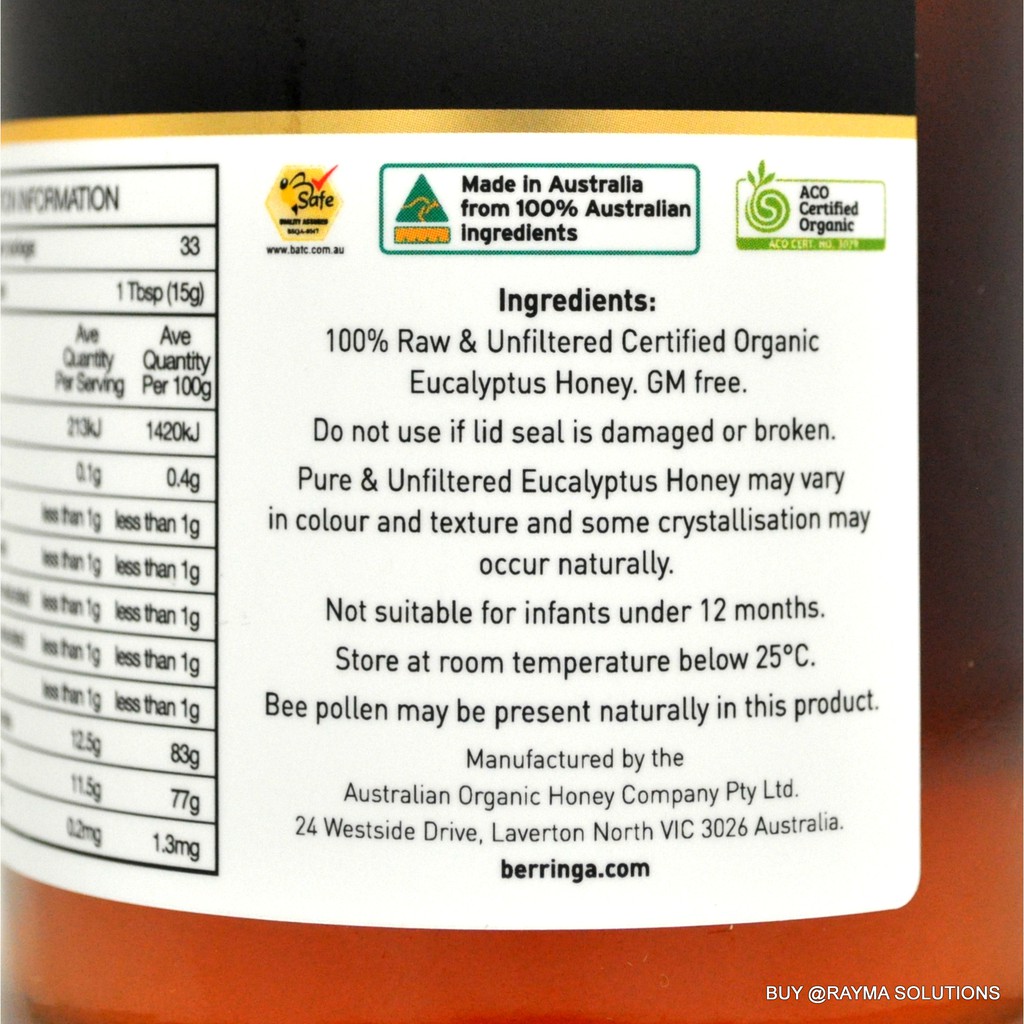 ON INFORMATION
33
1 Tbsp (15g)
Ave Quantity Per Serving
Ave Quantity Per 100g
213kJ 1420kJ
0.1g 0.4g
less than 1g less than 1g
less than 1g less than 1g
less than 1g less than 1g
less than 1g less than 1g
less than 1g less than 1g
12.5g 83g
11.5g 77g
0.2mg 1.3mg
Safe
QUALITY ASSURED
www.batc.com.au
Made in Australia
from 100% Australian
ingredients
ACO
Certified
Organic
ACO CERT. NO. 3029
Ingredients:
100% Raw & Unfiltered Certified Organic
Eucalyptus Honey. GM free.
Do not use if lid seal is damaged or broken.
Pure & Unfiltered Eucalyptus Honey may vary
in colour and texture and some crystallisation may
occur naturally.
Not suitable for infants under 12 months.
Store at room temperature below 25°C.
Bee pollen may be present naturally in this product.
Manufactured by the
Australian Organic Honey Company Pty Ltd.
24 Westside Drive, Laverton North VIC 3026 Australia.
berringa.com
BUY @RAYMA SOLUTIONS